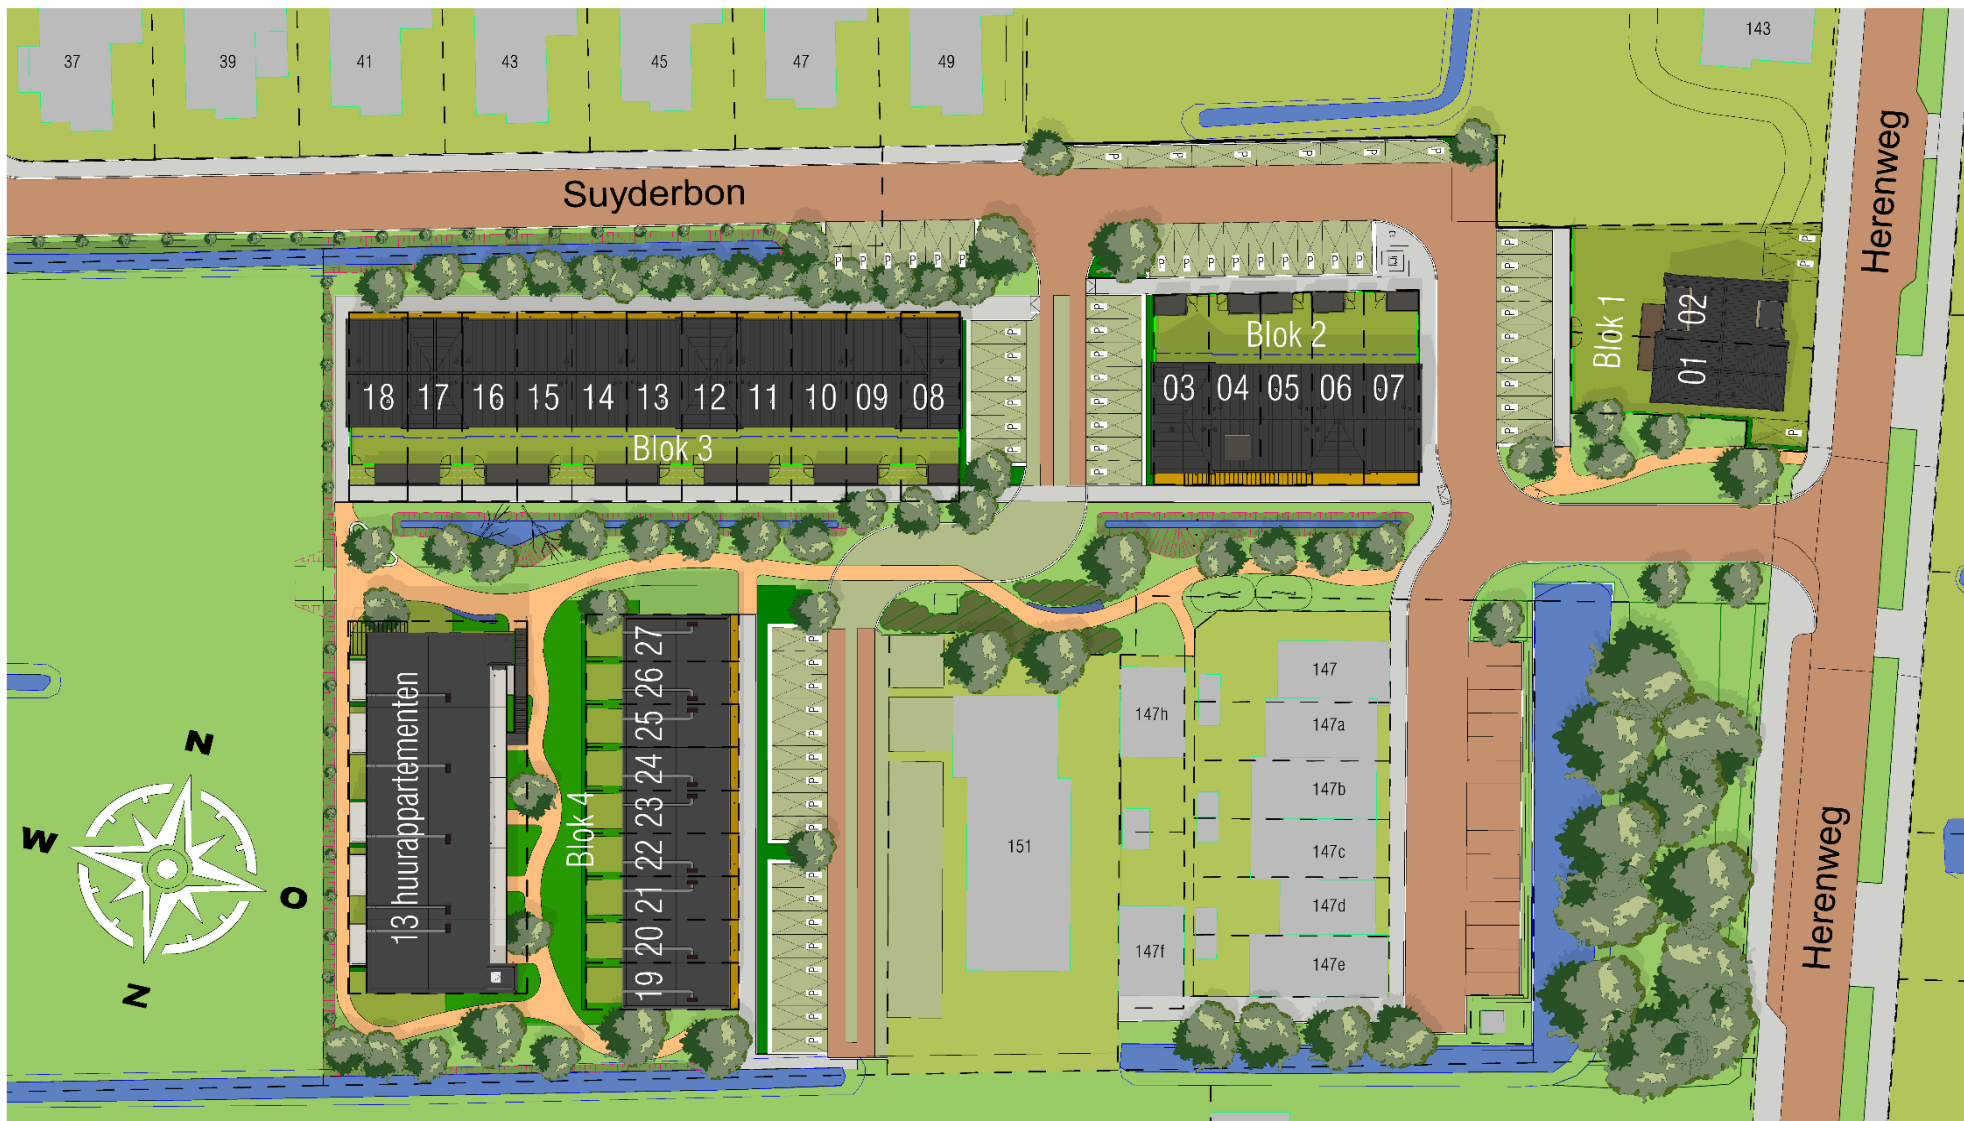 37
39
41
43
45
47
49
143
Suyderbon
Herenweg
P P P P P P
P P P P P P
P P P P P P P P P
P P P P P P P P P
P
P
Blok 1
01 02
Blok 2
03 04 05 06 07
18 17 16 15 14 13 12 11 10 09 08
Blok 3
P P P P P P
P P P P P P P
P
13 huurappartementen
Blok 4
19 20 21 22 23 24 25 26 27
P P P P P P P P P
P P P P P P P P
151
147h
147f
147
147a
147b
147c
147d
147e
Herenweg
N
W
O
Z